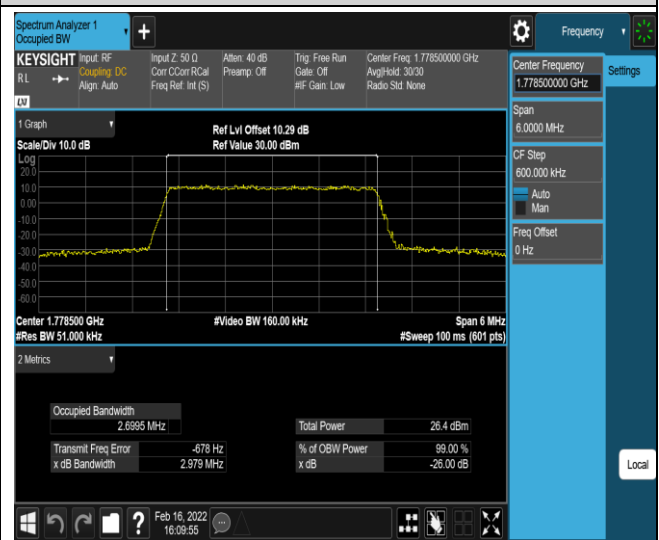 Spectrum Analyzer 1
Occupied BW
Frequency
KEYSIGHT
RL
Input: RF
Coupling: DC
Align: Auto
Input Z: 50 Ω
Corr CCorr RCal
Freq Ref: Int (S)
Atten: 40 dB
Preamp: Off
Trig: Free Run
Gate: Off
#IF Gain: Low
Center Freq: 1.778500000 GHz
Avg|Hold: 30/30
Radio Std: None
LXI
1 Graph
Scale/Div 10.0 dB
Ref Lvl Offset 10.29 dB
Ref Value 30.00 dBm
Log
20.0
10.0
0.00
-10.0
-20.0
-30.0
-40.0
-50.0
-60.0
Center 1.778500 GHz
#Res BW 51.000 kHz
#Video BW 160.00 kHz
Span 6 MHz
#Sweep 100 ms (601 pts)
2 Metrics
Occupied Bandwidth
2.6995 MHz
Transmit Freq Error -678 Hz
x dB Bandwidth 2.979 MHz
Total Power 26.4 dBm
% of OBW Power 99.00 %
x dB -26.00 dB
Center Frequency
1.778500000 GHz
Settings
Span
6.0000 MHz
CF Step
600.000 kHz
Auto
Man
Freq Offset
0 Hz
Local
?
Feb 16, 2022
16:09:55